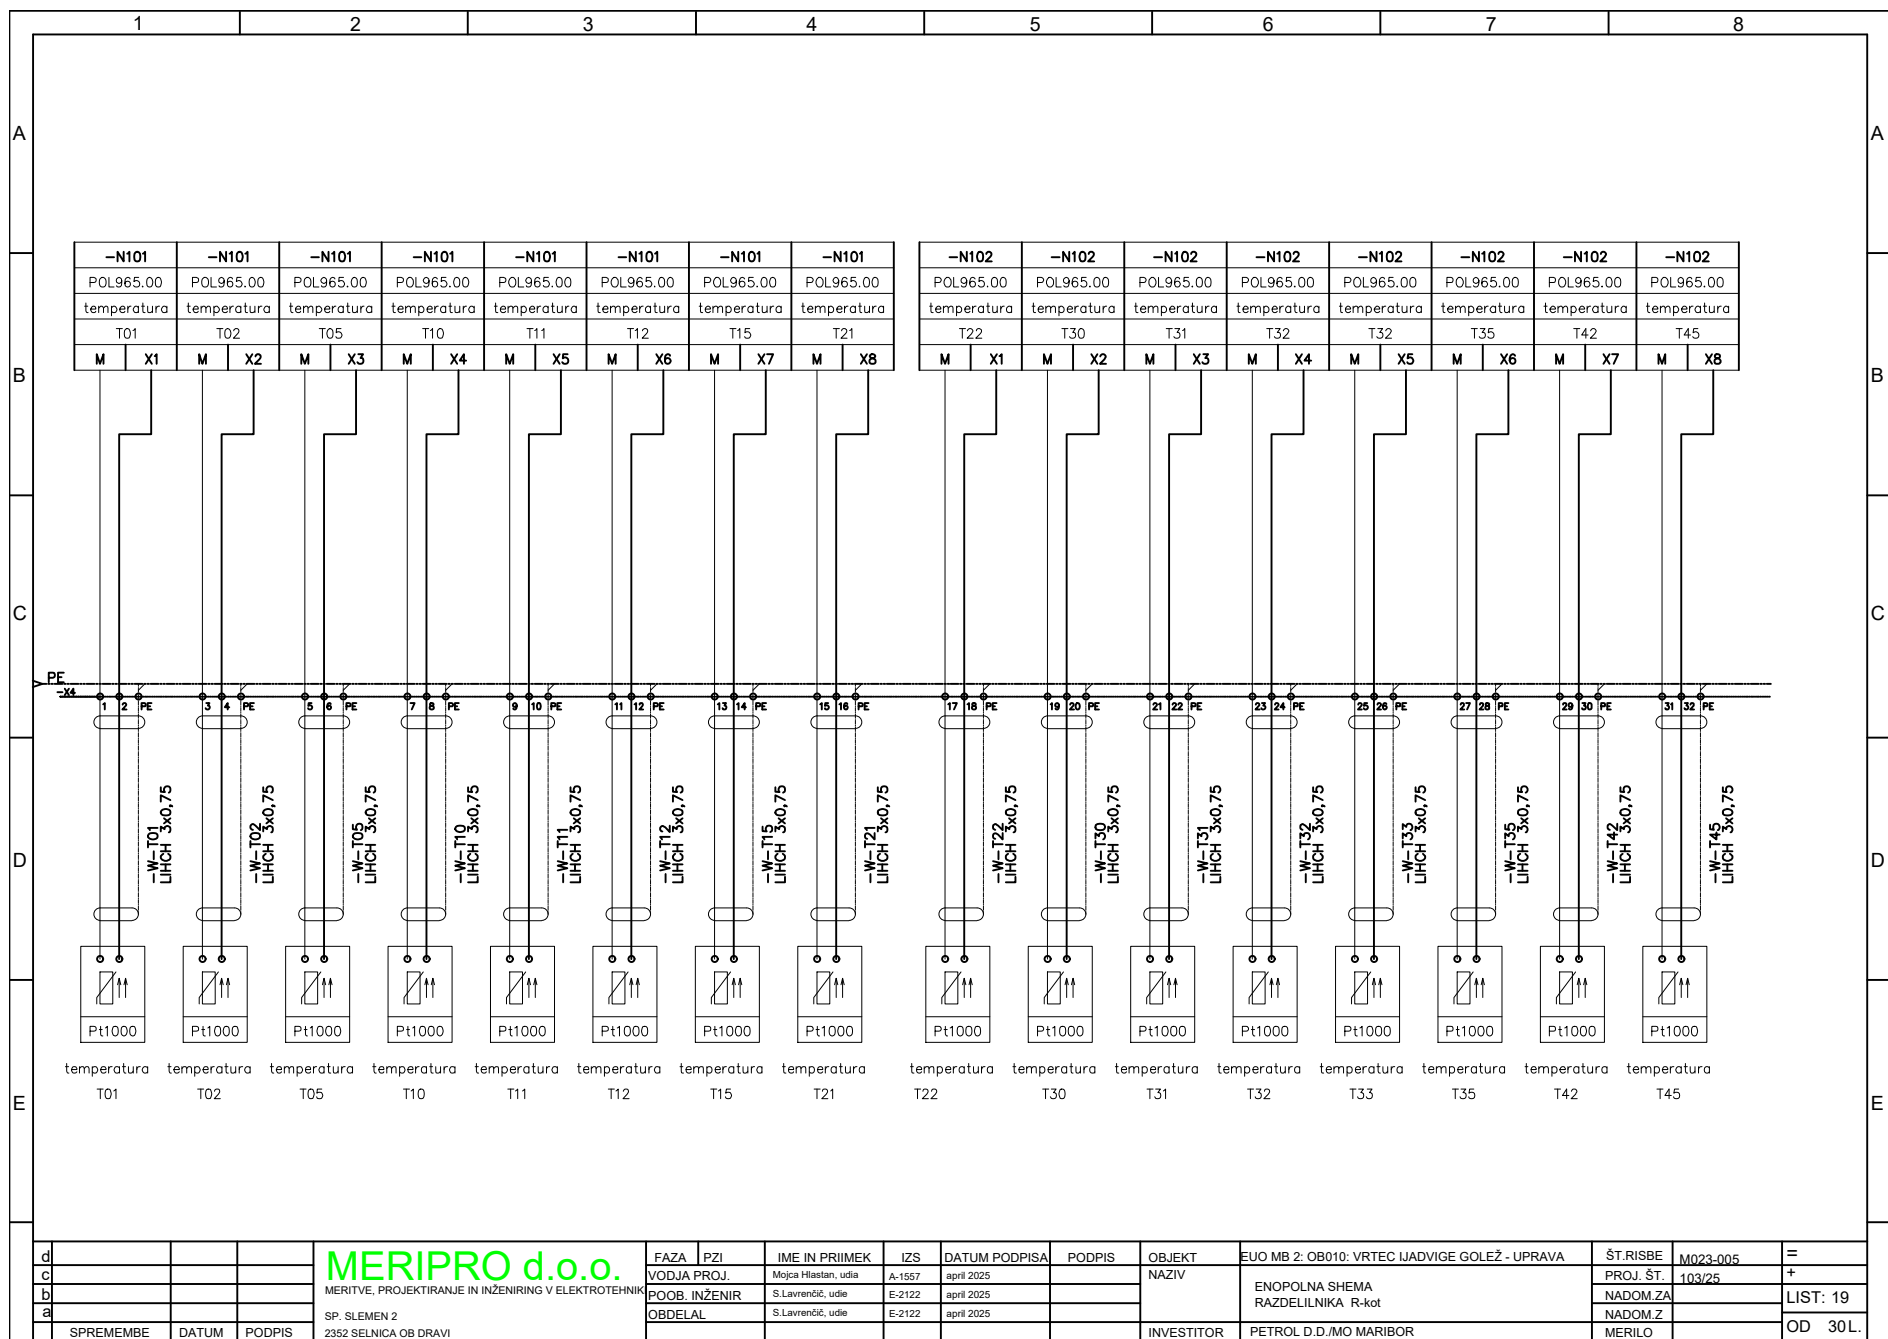 1 2 3 4 5 6 7 8
A A
-N101 -N101 -N101 -N101 -N101 -N101 -N101 -N101 -N102 -N102 -N102 -N102 -N102 -N102 -N102 -N102
POL965.00 POL965.00 POL965.00 POL965.00 POL965.00 POL965.00 POL965.00 POL965.00 POL965.00 POL965.00 POL965.00 POL965.00 POL965.00 POL965.00 POL965.00 POL965.00
temperatura temperatura temperatura temperatura temperatura temperatura temperatura temperatura temperatura temperatura temperatura temperatura temperatura temperatura temperatura temperatura
T01 T02 T05 T10 T11 T12 T15 T21 T22 T30 T31 T32 T32 T35 T42 T45
M X1 M X2 M X3 M X4 M X5 M X6 M X7 M X8 M X1 M X2 M X3 M X4 M X5 M X6 M X7 M X8
B B
C C
PE
-X4
1 2 PE 3 4 PE 5 6 PE 7 8 PE 9 10 PE 11 12 PE 13 14 PE 15 16 PE 17 18 PE 19 20 PE 21 22 PE 23 24 PE 25 26 PE 27 28 PE 29 30 PE 31 32 PE
-W-T01
LIHCH 3x0,75
-W-T02
LIHCH 3x0,75
-W-T05
LIHCH 3x0,75
-W-T10
LIHCH 3x0,75
-W-T11
LIHCH 3x0,75
-W-T12
LIHCH 3x0,75
-W-T15
LIHCH 3x0,75
-W-T21
LIHCH 3x0,75
-W-T22
LIHCH 3x0,75
-W-T30
LIHCH 3x0,75
-W-T31
LIHCH 3x0,75
-W-T32
LIHCH 3x0,75
-W-T33
LIHCH 3x0,75
-W-T35
LIHCH 3x0,75
-W-T42
LIHCH 3x0,75
-W-T45
LIHCH 3x0,75
D D
Pt1000 Pt1000 Pt1000 Pt1000 Pt1000 Pt1000 Pt1000 Pt1000 Pt1000 Pt1000 Pt1000 Pt1000 Pt1000 Pt1000 Pt1000 Pt1000
temperatura temperatura temperatura temperatura temperatura temperatura temperatura temperatura temperatura temperatura temperatura temperatura temperatura temperatura temperatura temperatura
T01 T02 T05 T10 T11 T12 T15 T21 T22 T30 T31 T32 T33 T35 T42 T45
E E
d
c
b
a
SPREMEMBE DATUM PODPIS
MERIPRO d.o.o.
MERITVE, PROJEKTIRANJE IN INŽENIRING V ELEKTROTEHNIK
SP. SLEMEN 2
2352 SELNICA OB DRAVI
FAZA PZI IME IN PRIIMEK IZS DATUM PODPISA PODPIS
VODJA PROJ. Mojca Hlastan, udia A-1557 april 2025
POOB. INŽENIR S.Lavrenčič, udie E-2122 april 2025
OBDELAL S.Lavrenčič, udie E-2122 april 2025
OBJEKT EUO MB 2: OB010: VRTEC IJADVIGE GOLEŽ - UPRAVA
NAZIV ENOPOLNA SHEMA
RAZDELILNIKA R-kot
INVESTITOR PETROL D.D./MO MARIBOR
ŠT.RISBE M023-005
PROJ. ŠT. 103/25
NADOM.ZA
NADOM.Z
MERILO
=
+
LIST: 19
OD 30L.